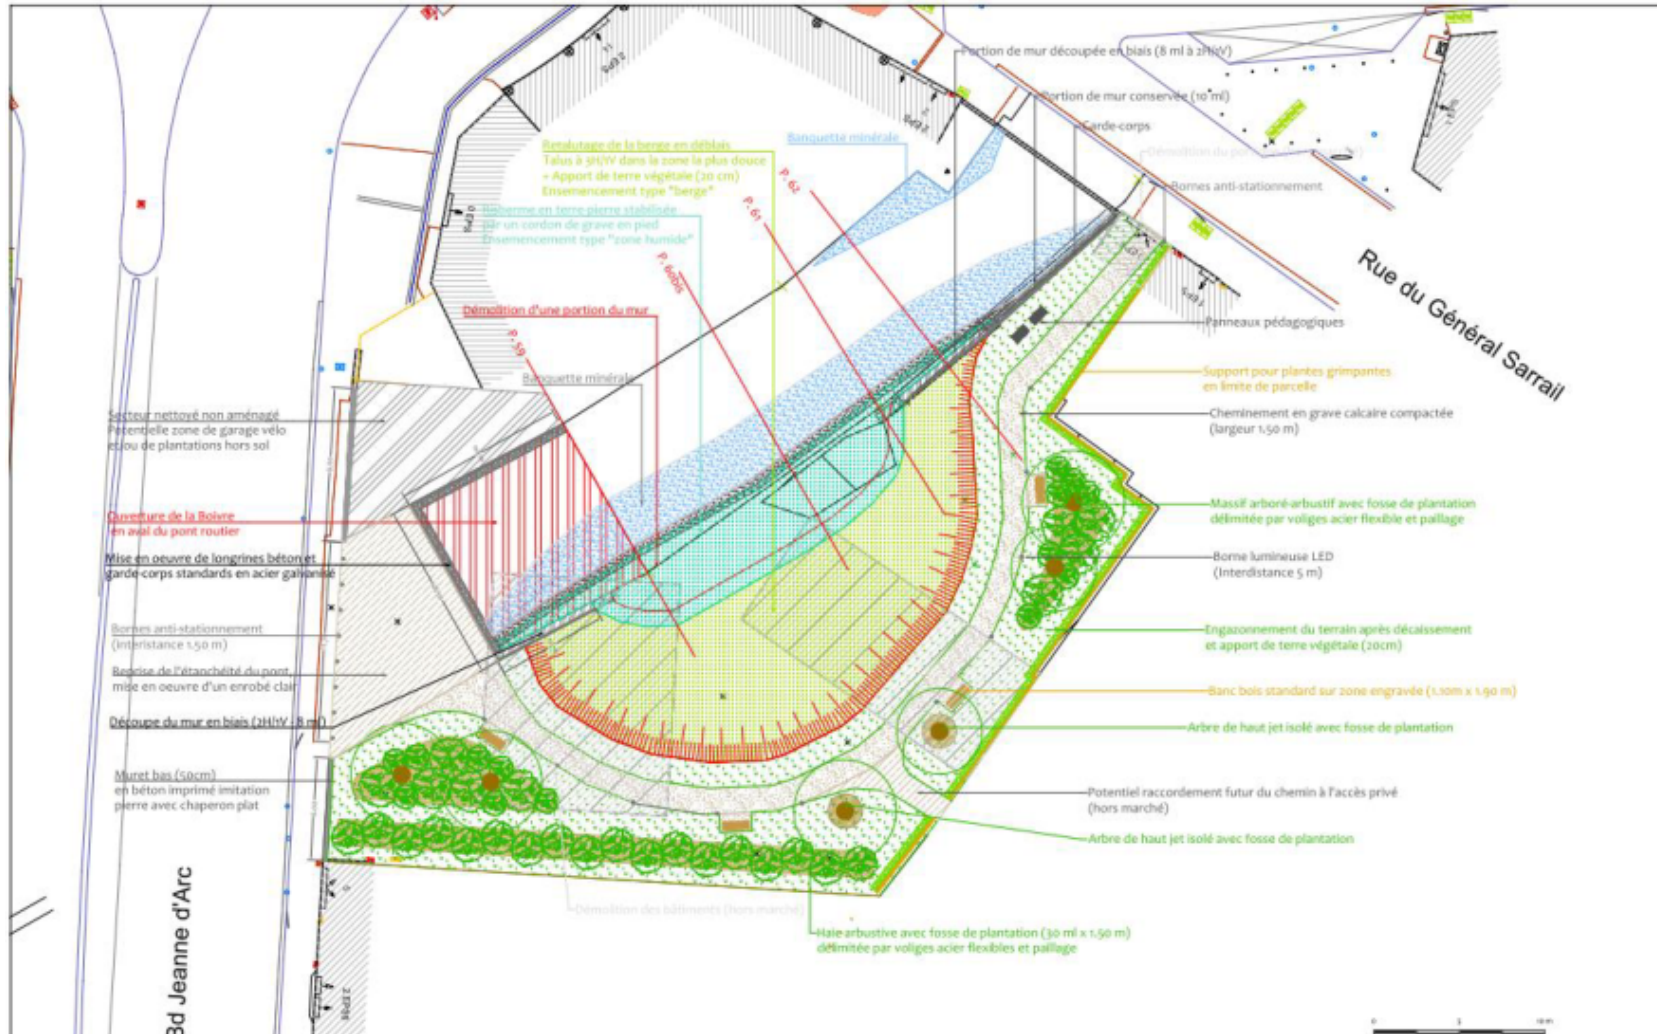 Portion de mur découpée en biais (8 ml à 2H/1V)
Portion de mur conservée (10 ml)
Garde-corps
Bornes anti-stationnement
Banquette minérale
Retalutage de la berge en déblais
Talus à 5H/1V dans la zone la plus douce
+ Apport de terre végétale (20 cm)
Ensemencement type "berge"
Risberme en terre pierre stabilisée
par un cordon de grave en pied
Ensemencement type "zone humide"
P. 62
P. 61
P. 60bis
P. 59
Démolition d'une portion du mur
Banquette minérale
Rue du Général Sarrail
Panneaux pédagogiques
Support pour plantes grimpantes
en limite de parcelle
Cheminement en grave calcaire compactée
(largeur 1.50 m)
Secteur nettoyé non aménagé
Potentielle zone de garage vélo
et/ou de plantations hors sol
Massif arboré-arbustif avec fosse de plantation
délimitée par voliges acier flexible et paillage
Ouverture de la Boivre
en aval du pont routier
Mise en oeuvre de longrines béton et
garde-corps standards en acier galvanisé
Borne lumineuse LED
(Interdistance 5 m)
Bornes anti-stationnement
(interistance 1.50 m)
Engazonnement du terrain après décaissement
et apport de terre végétale (20cm)
Reprise de l'étanchéité du pont,
mise en oeuvre d'un enrobé clair
Banc bois standard sur zone engravée (1.10m x 1.90 m)
Découpe du mur en biais (2H/1V - 8 ml)
Arbre de haut jet isolé avec fosse de plantation
Muret bas (50cm)
en béton imprimé imitation
pierre avec chaperon plat
Potentiel raccordement futur du chemin à l'accès privé
(hors marché)
Arbre de haut jet isolé avec fosse de plantation
Démolition des bâtiments (hors marché)
Haie arbustive avec fosse de plantation (30 ml x 1.50 m)
délimitée par voliges acier flexibles et paillage
Bd Jeanne d'Arc
0 5 10 m